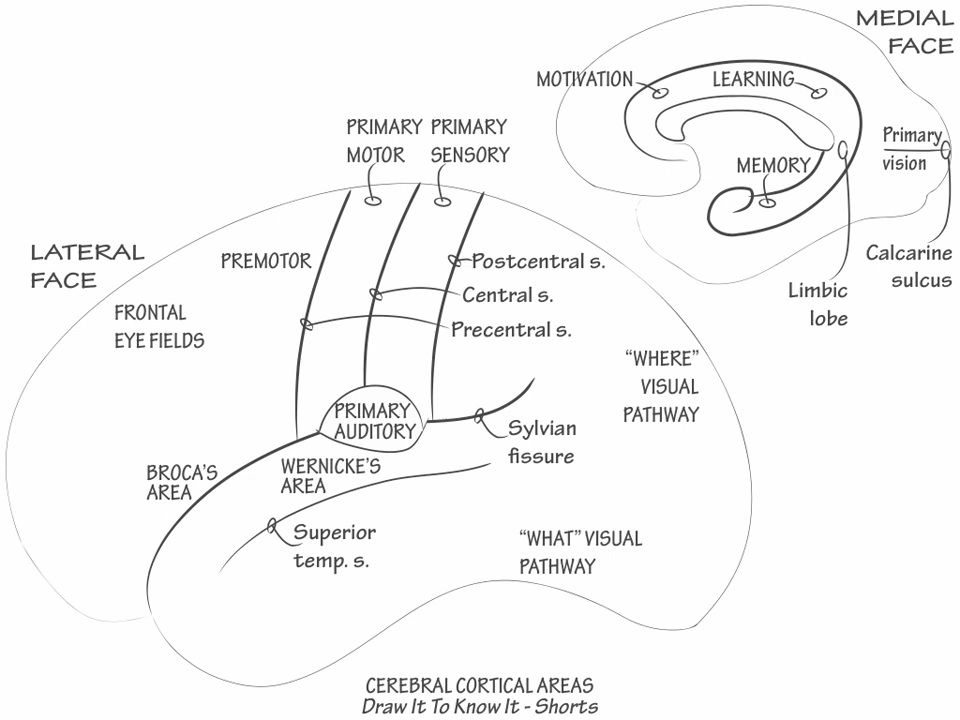 MEDIAL
FACE
MOTIVATION
LEARNING
Primary
vision
MEMORY
Calcarine
sulcus
Limbic
lobe
PRIMARY
MOTOR
PRIMARY
SENSORY
LATERAL
FACE
PREMOTOR
Postcentral s.
Central s.
Precentral s.
FRONTAL
EYE FIELDS
"WHERE"
VISUAL
PATHWAY
PRIMARY
AUDITORY
Sylvian
fissure
BROCA'S
AREA
WERNICKE'S
AREA
Superior
temp. s.
"WHAT" VISUAL
PATHWAY
CEREBRAL CORTICAL AREAS
Draw It To Know It - Shorts